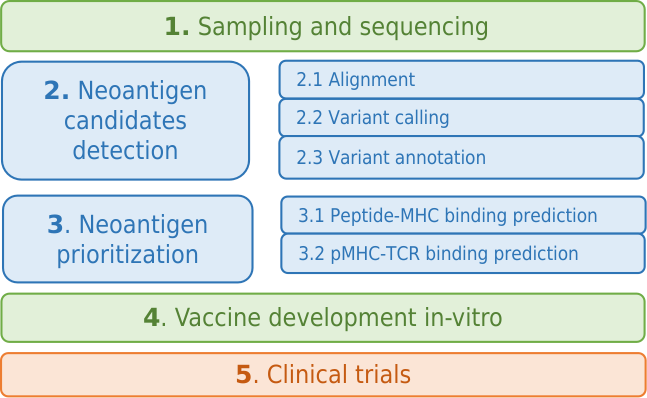 1. Sampling and sequencing
2. Neoantigen
candidates
detection
2.1 Alignment
2.2 Variant calling
2.3 Variant annotation
3. Neoantigen
prioritization
3.1 Peptide-MHC binding prediction
3.2 pMHC-TCR binding prediction
4. Vaccine development in-vitro
5. Clinical trials